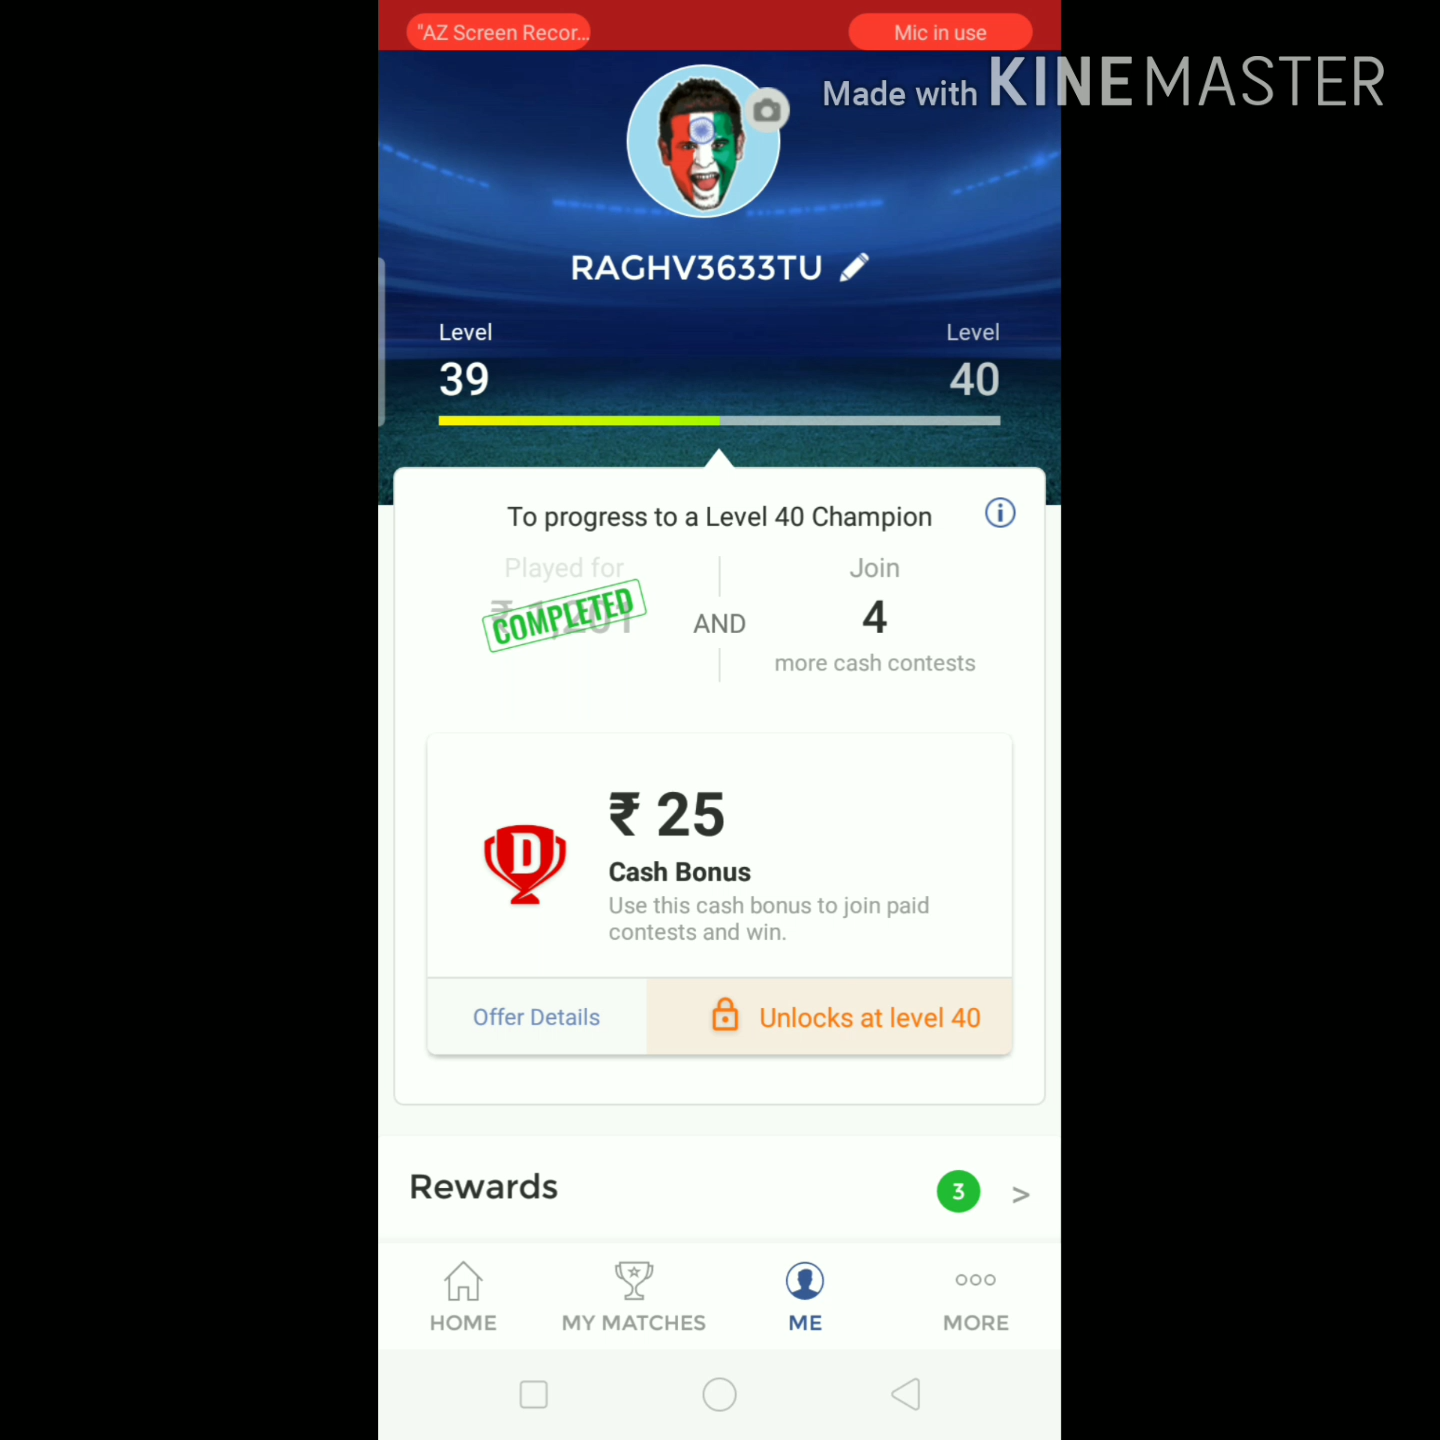 "AZ Screen Recor...
Mic in use
Made with KINEMASTER
RAGHV3633TU
Level
Level
39
40
To progress to a Level 40 Champion
Played for
Join
COMPLETED
AND
4
more cash contests
₹ 25
D
Cash Bonus
Use this cash bonus to join paid
contests and win.
Offer Details
Unlocks at level 40
Rewards
3
>
HOME
MY MATCHES
ME
MORE